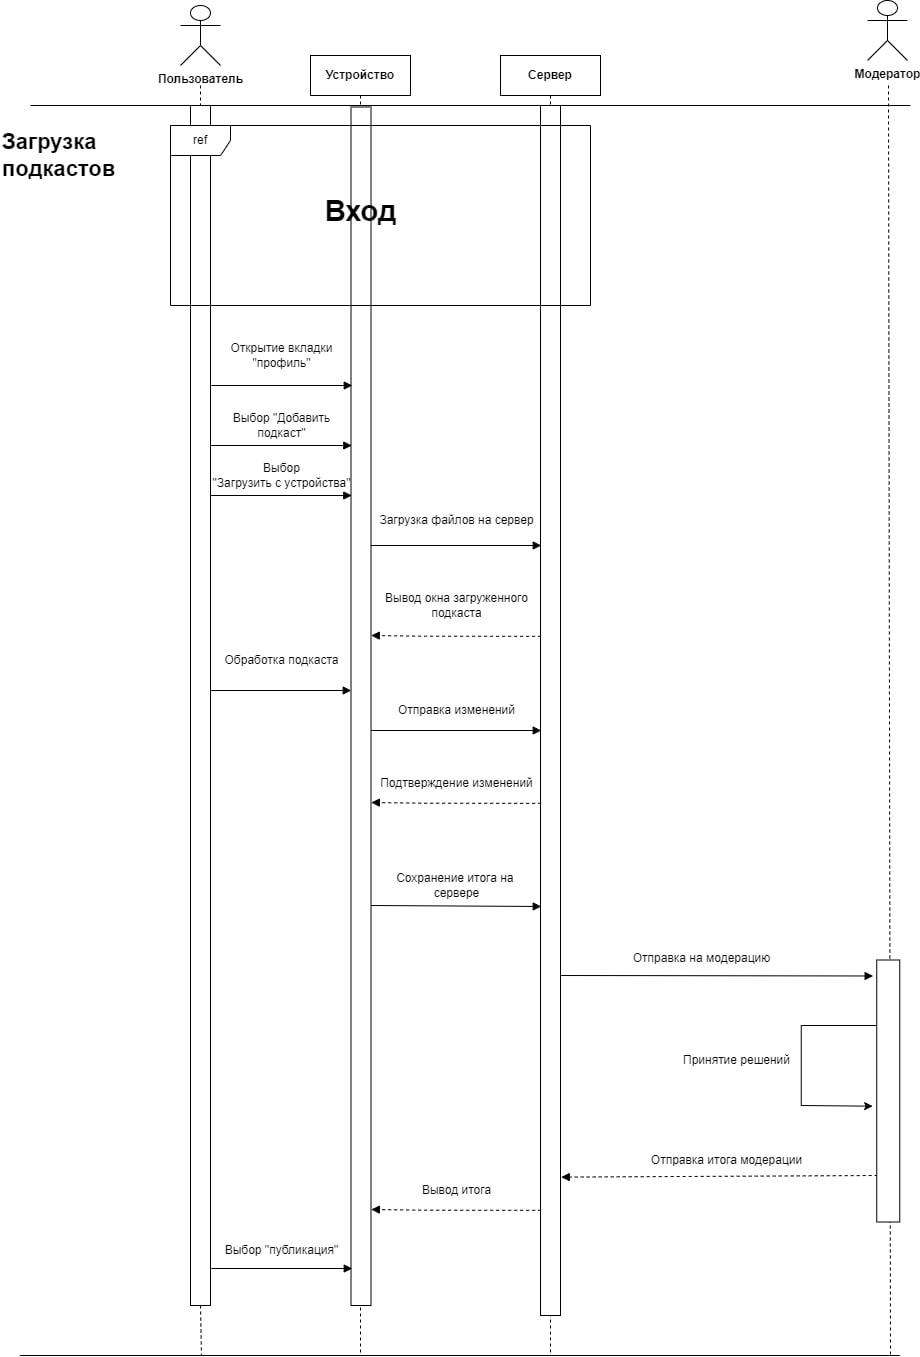 Пользователь
Устройство
Сервер
Модератор
Загрузка
подкастов
ref
Вход
Открытие вкладки
"профиль"
Выбор "Добавить
подкаст"
Выбор
"Загрузить с устройства"
Загрузка файлов на сервер
Вывод окна загруженного
подкаста
Обработка подкаста
Отправка изменений
Подтверждение изменений
Сохранение итога на
сервере
Отправка на модерацию
Принятие решений
Отправка итога модерации
Вывод итога
Выбор "публикация"